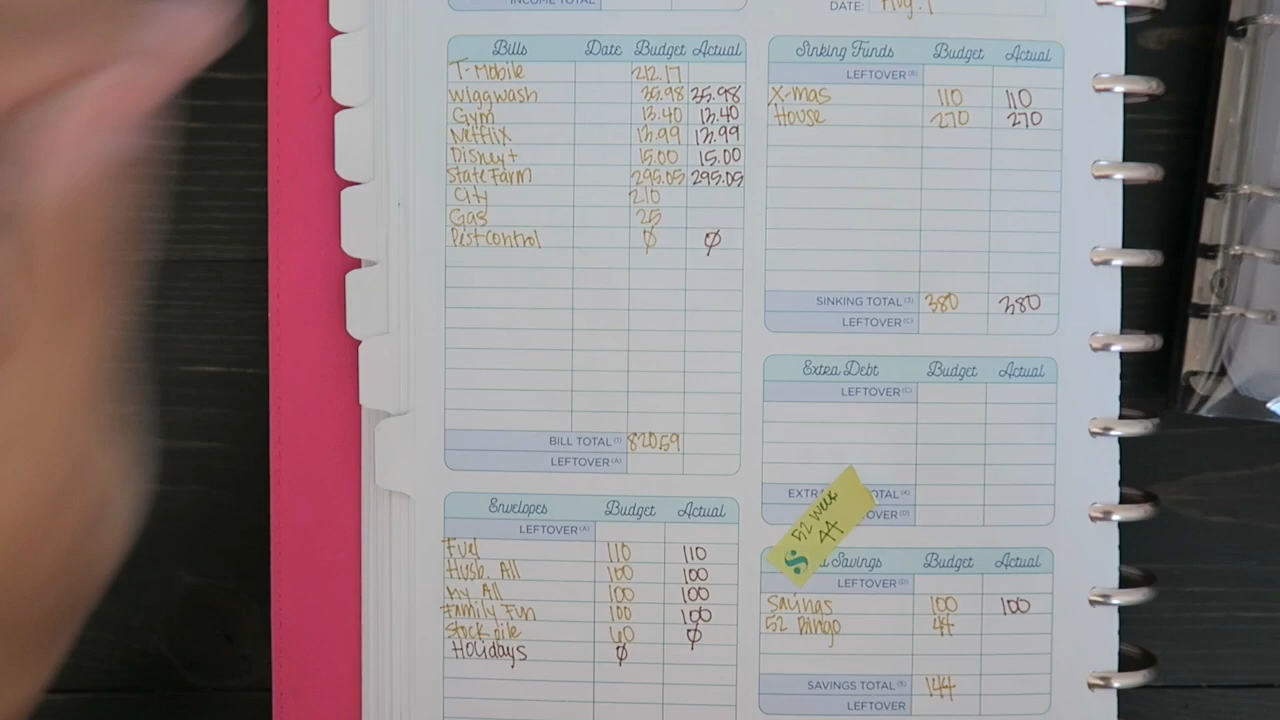 INCOME TOTAL
DATE: Aug. 1
Bills Date Budget Actual
T-Mobile 212.17
Wiggwash 35.98 35.98
Gym 13.40 13.40
Netflix 13.99 13.99
Disney+ 15.00 15.00
State Farm 295.05 295.05
City 210
Gas 25
Pest control ∅ ∅
BILL TOTAL (1) 820.59
LEFTOVER (A)
Envelopes Budget Actual
LEFTOVER (A)
Fuel 110 110
Husb. All 100 100
My All 100 100
Family Fun 100 100
Stock pile 60 ∅
Holidays ∅
Sinking Funds Budget Actual
LEFTOVER (B)
X-mas 110 110
House 270 270
SINKING TOTAL (3) 380 380
LEFTOVER (C)
Extra Debt Budget Actual
LEFTOVER (C)
52 Week
44
$
Savings Budget Actual
LEFTOVER (D)
Savings 100 100
52 Bingo 44
SAVINGS TOTAL (5) 144
LEFTOVER